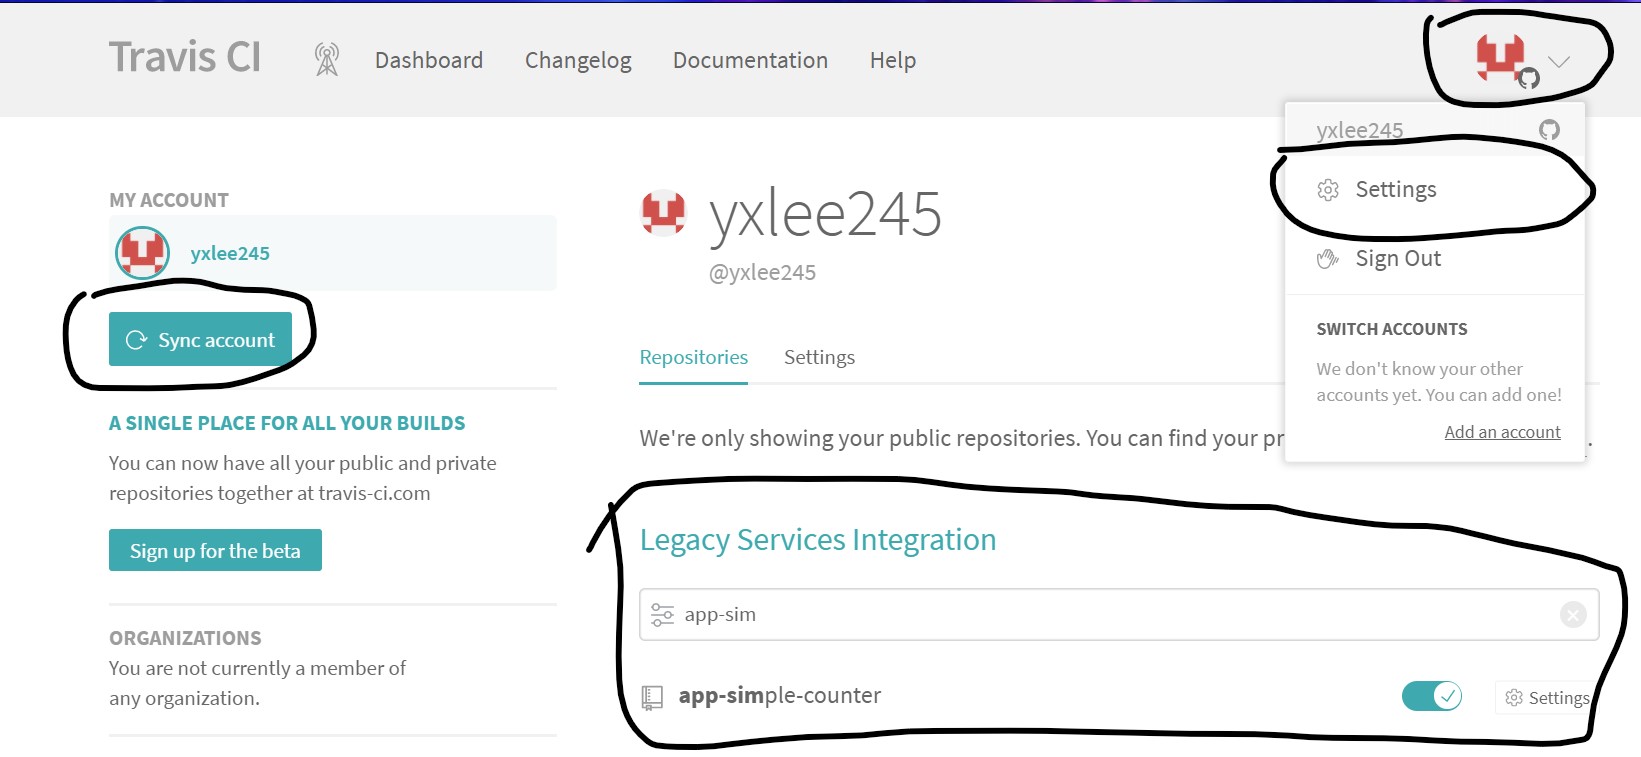 Travis CI
Dashboard
Changelog
Documentation
Help
yxlee245
Settings
Sign Out
SWITCH ACCOUNTS
We don't know your other
accounts yet. You can add one!
Add an account
MY ACCOUNT
yxlee245
Sync account
A SINGLE PLACE FOR ALL YOUR BUILDS
You can now have all your public and private
repositories together at travis-ci.com
Sign up for the beta
ORGANIZATIONS
You are not currently a member of
any organization.
yxlee245
@yxlee245
Repositories
Settings
We're only showing your public repositories. You can find your
Legacy Services Integration
app-sim
app-simple-counter
Settings